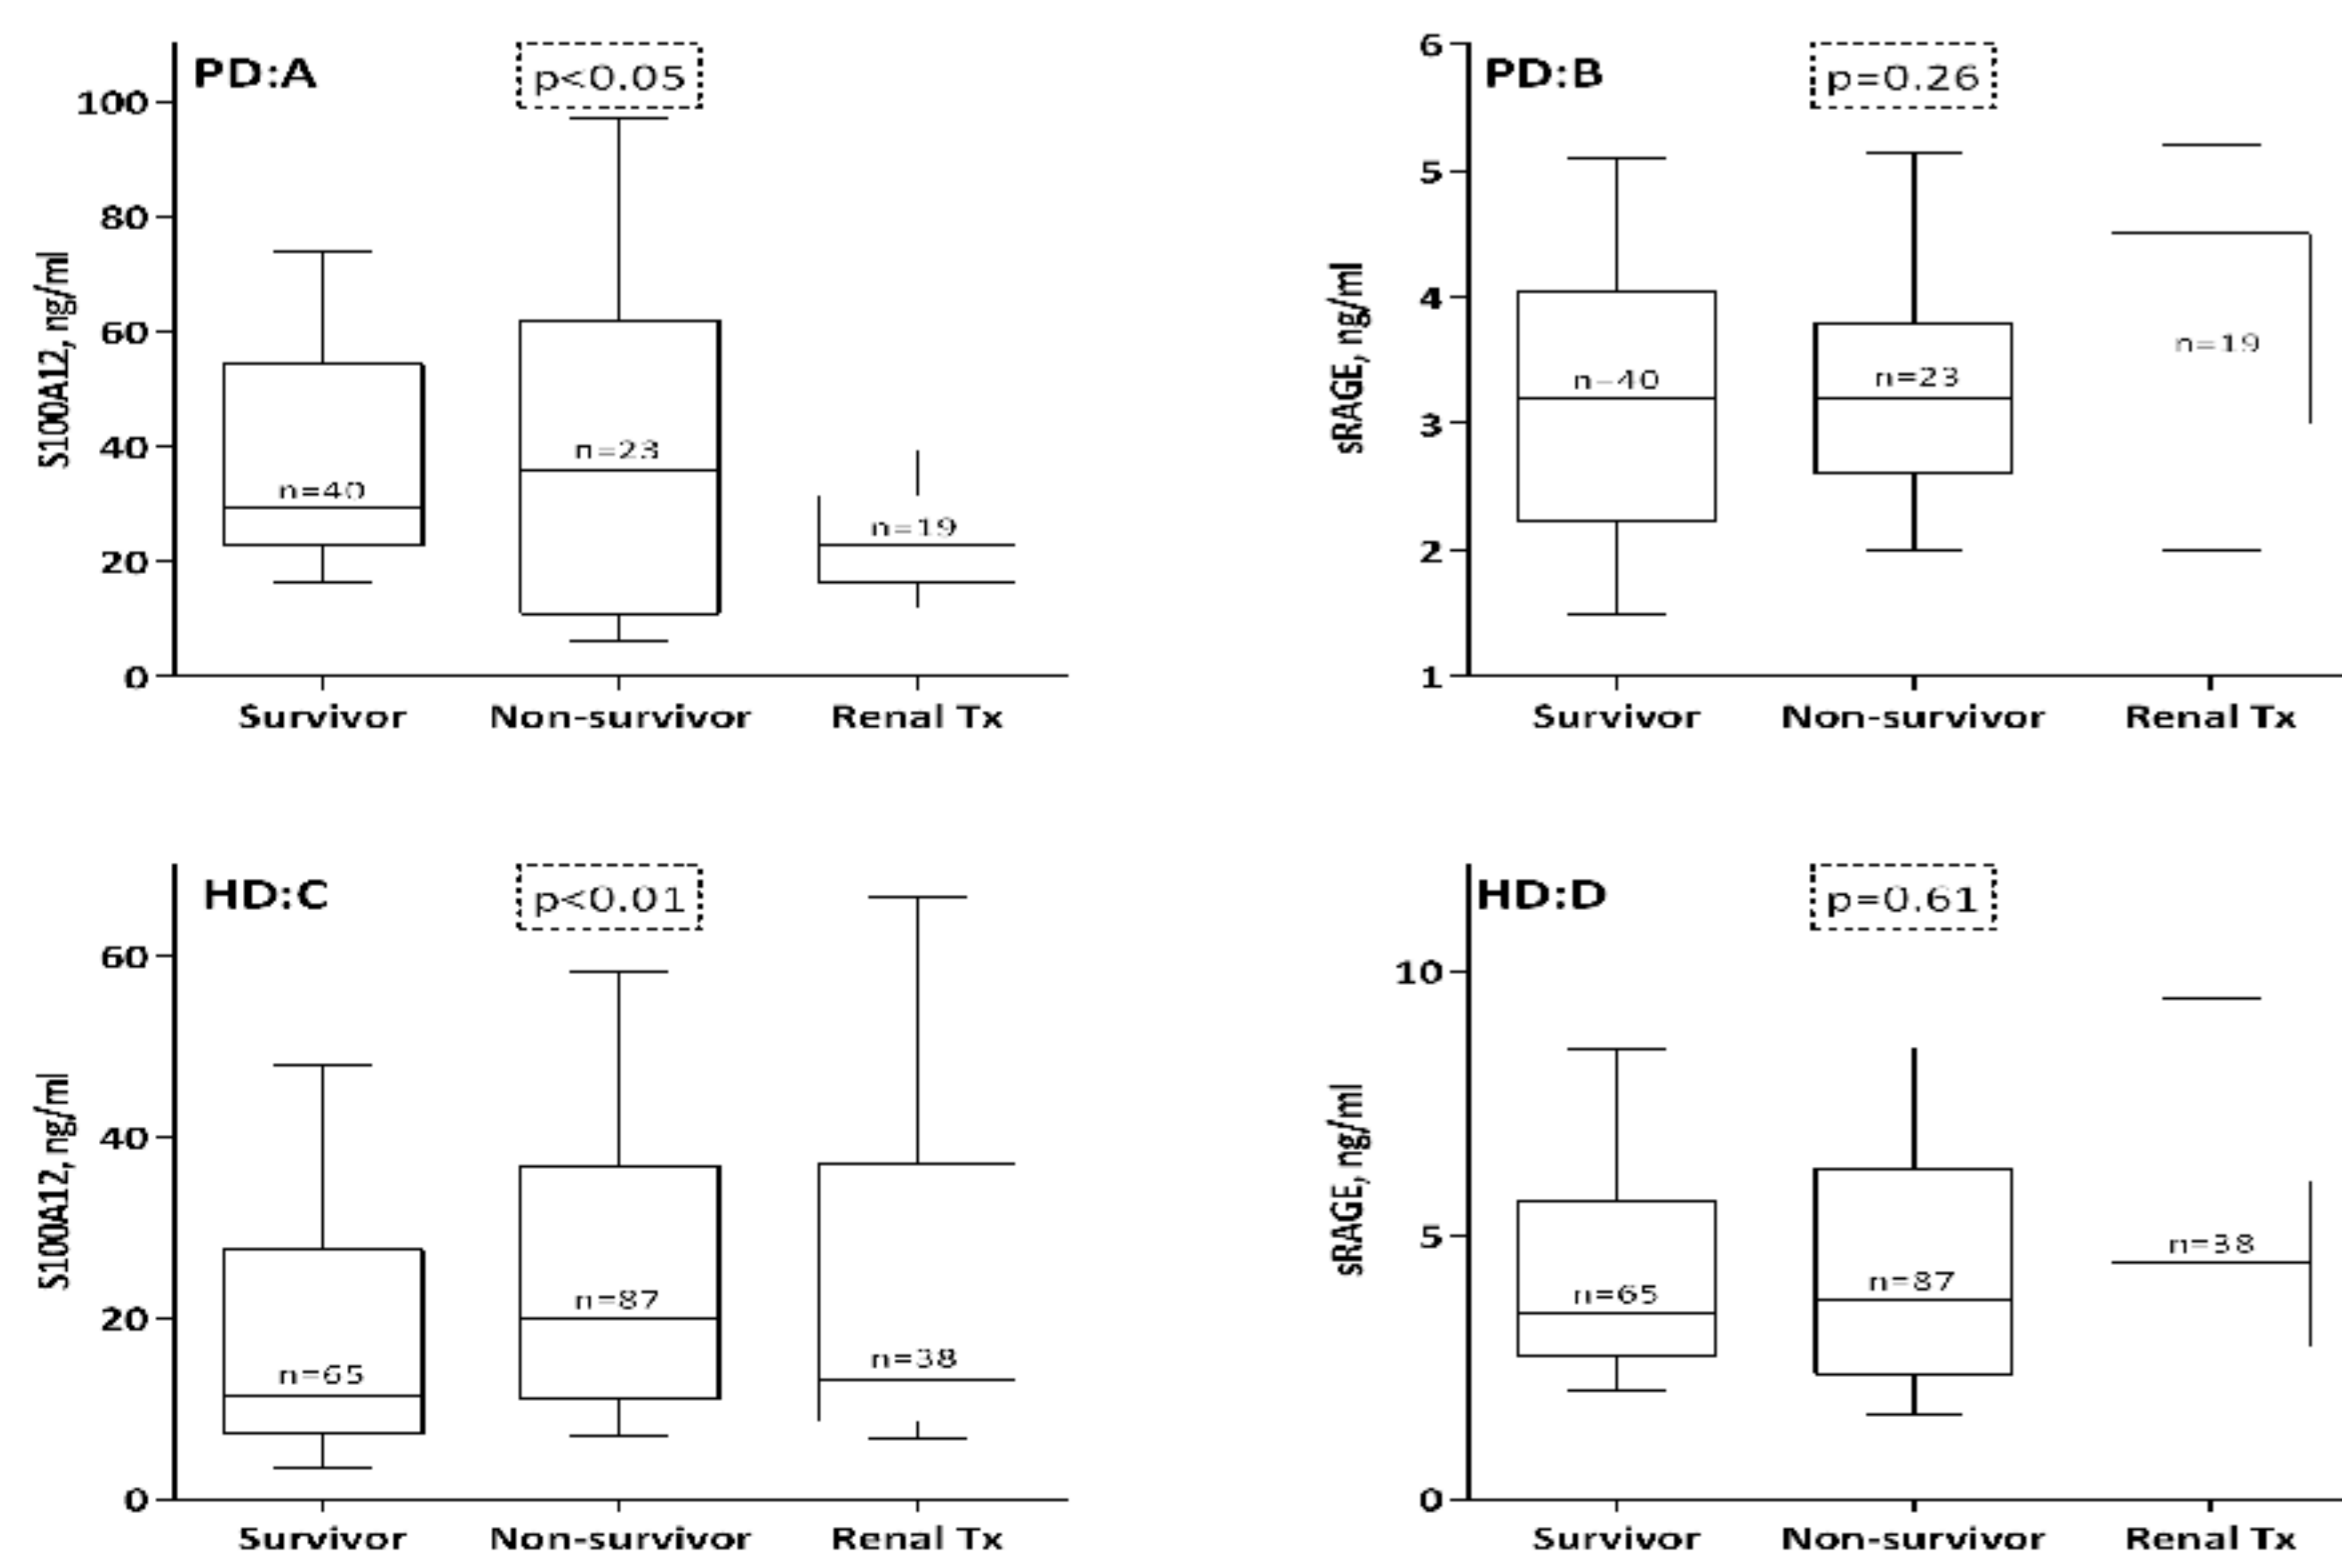 PD:A
p<0.05
100
80
60
40
20
0
S100A12, ng/ml
n=40
n=23
n=19
Survivor Non-survivor Renal Tx
PD:B
p=0.26
6
5
4
3
2
1
sRAGE, ng/ml
n=40
n=23
n=19
Survivor Non-survivor Renal Tx
HD:C
p<0.01
60
40
20
0
S100A12, ng/ml
n=65
n=87
n=38
Survivor Non-survivor Renal Tx
HD:D
p=0.61
10
5
0
sRAGE, ng/ml
n=65
n=87
n=38
Survivor Non-survivor Renal Tx